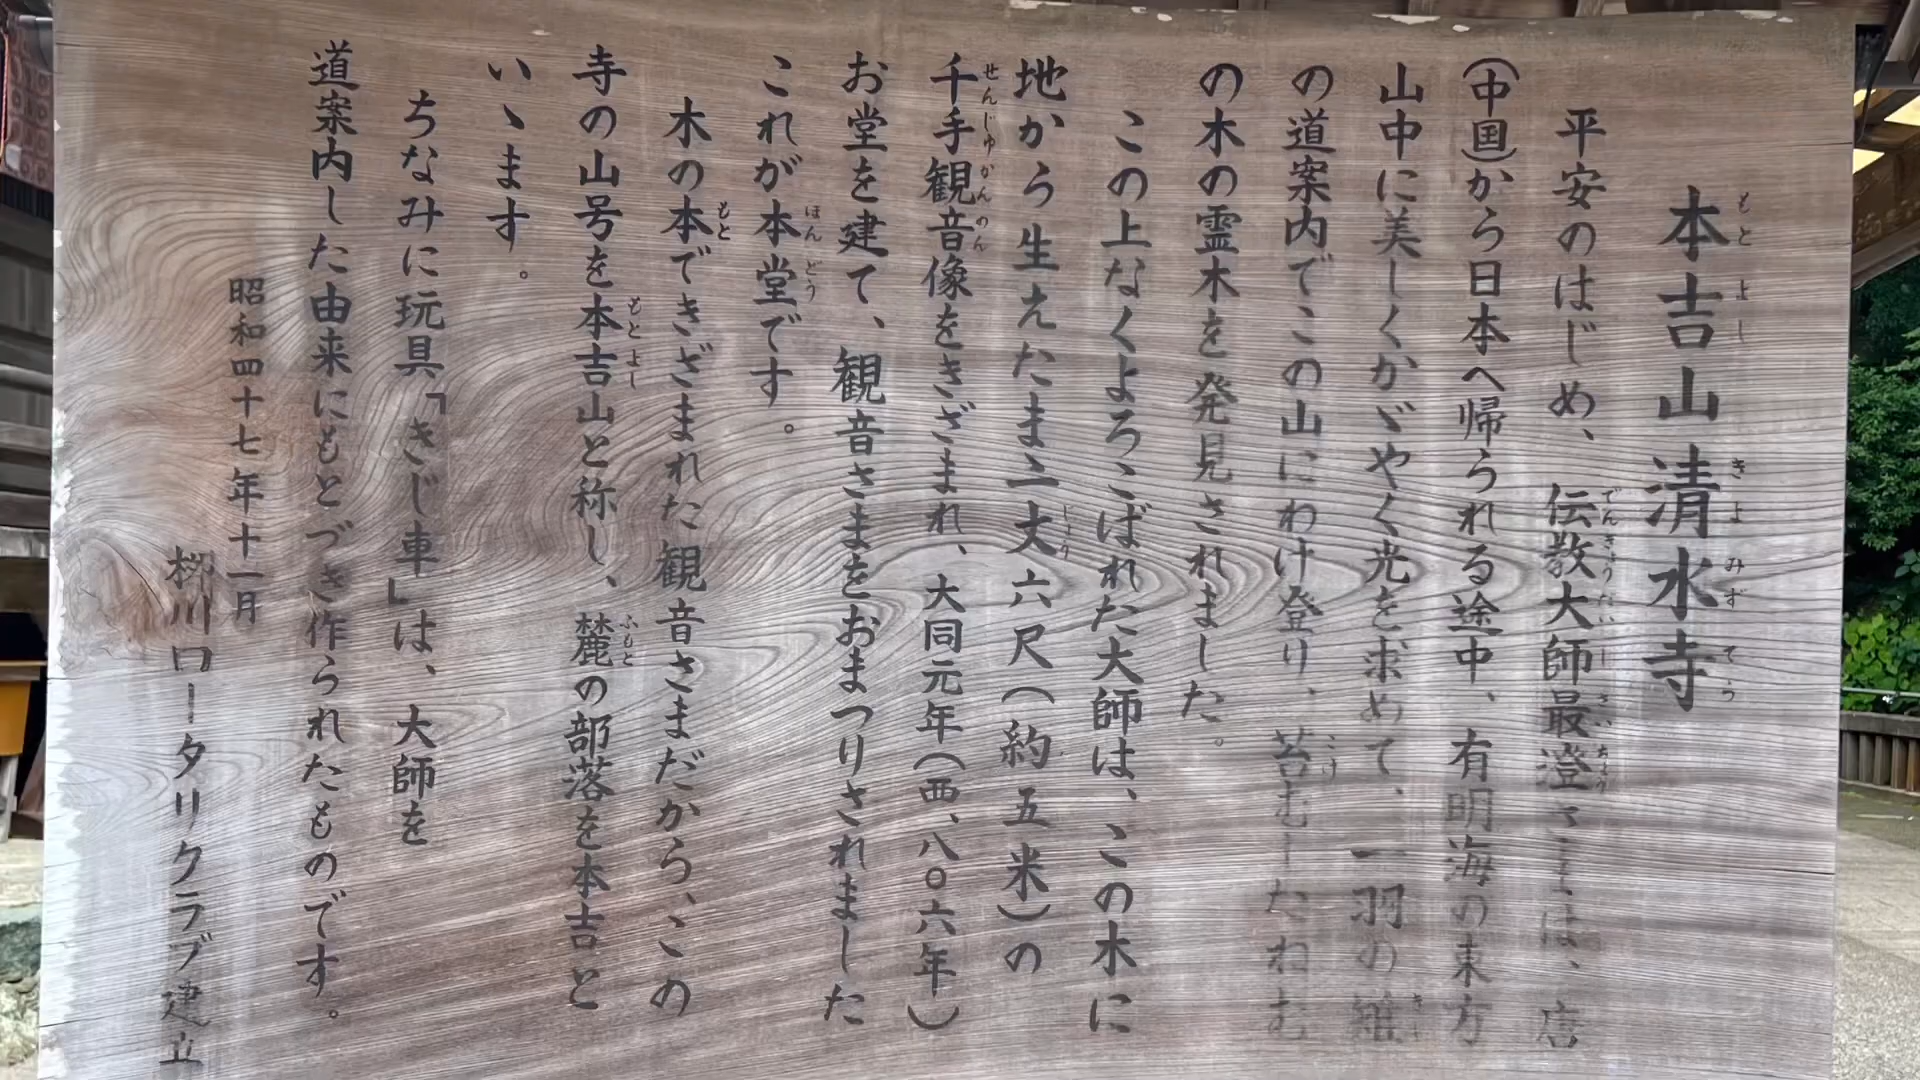 本吉山清水寺
平安のはじめ、伝教大師最澄さまは、唐
(中国)から日本へ帰られる途中、有明海の東方
山中に美しくかゞやく光を求めて、一羽の雉
の道案内でこの山にわけ登り、苔むしたねむ
の木の霊木を発見されました。
この上なくよろこばれた大師は、この木に
地から生えたまゝ丈六尺(約五米)の
千手観音像をきざまれ、大同元年(西、八〇六年)
お堂を建て、観音さまをおまつりされました
これが本堂です。
木の本できざまれた観音さまだから、この
寺の山号を本吉山と称し、麓の部落を本吉と
いゝます。
ちなみに玩具「きじ車」は、大師を
道案内した由来にもとづき作られたものです。
昭和四十七年十一月
栁川ロータリクラブ建立